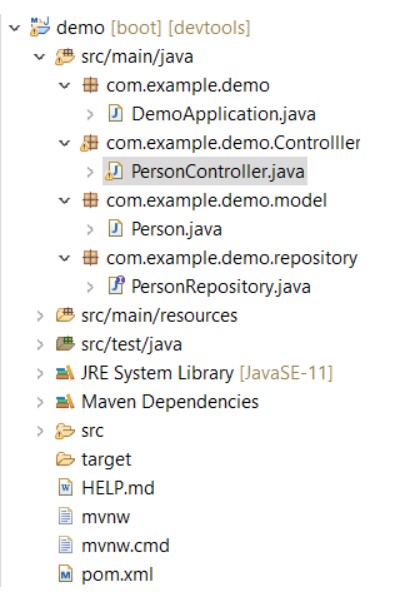 demo [boot] [devtools]
src/main/java
com.example.demo
DemoApplication.java
com.example.demo.Controlller
PersonController.java
com.example.demo.model
Person.java
com.example.demo.repository
PersonRepository.java
src/main/resources
src/test/java
JRE System Library [JavaSE-11]
Maven Dependencies
src
target
HELP.md
mvnw
mvnw.cmd
pom.xml